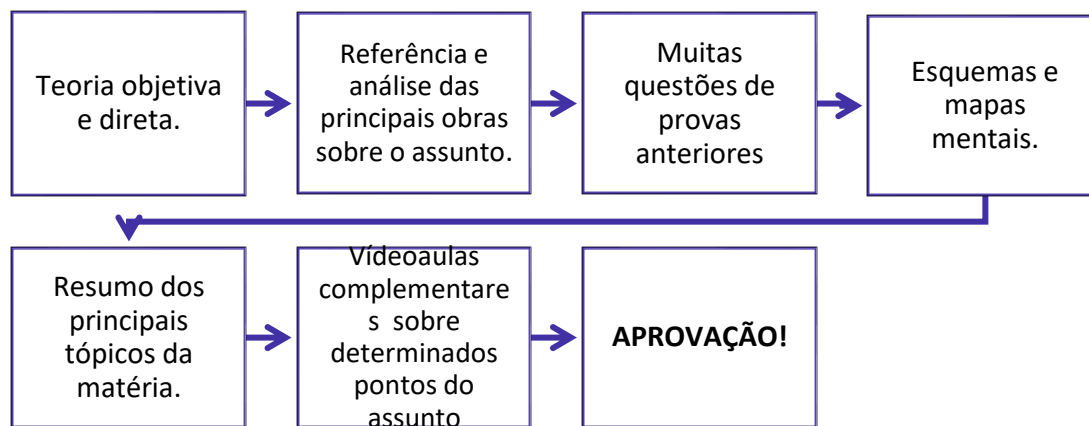 Teoria objetiva
e direta.
Referência e
análise das
principais obras
sobre o assunto.
Muitas
questões de
provas
anteriores
Esquemas e
mapas
mentais.
Resumo dos
principais
tópicos da
matéria.
Vídeoaulas
complementare
s sobre
determinados
pontos do
assunto
APROVAÇÃO!